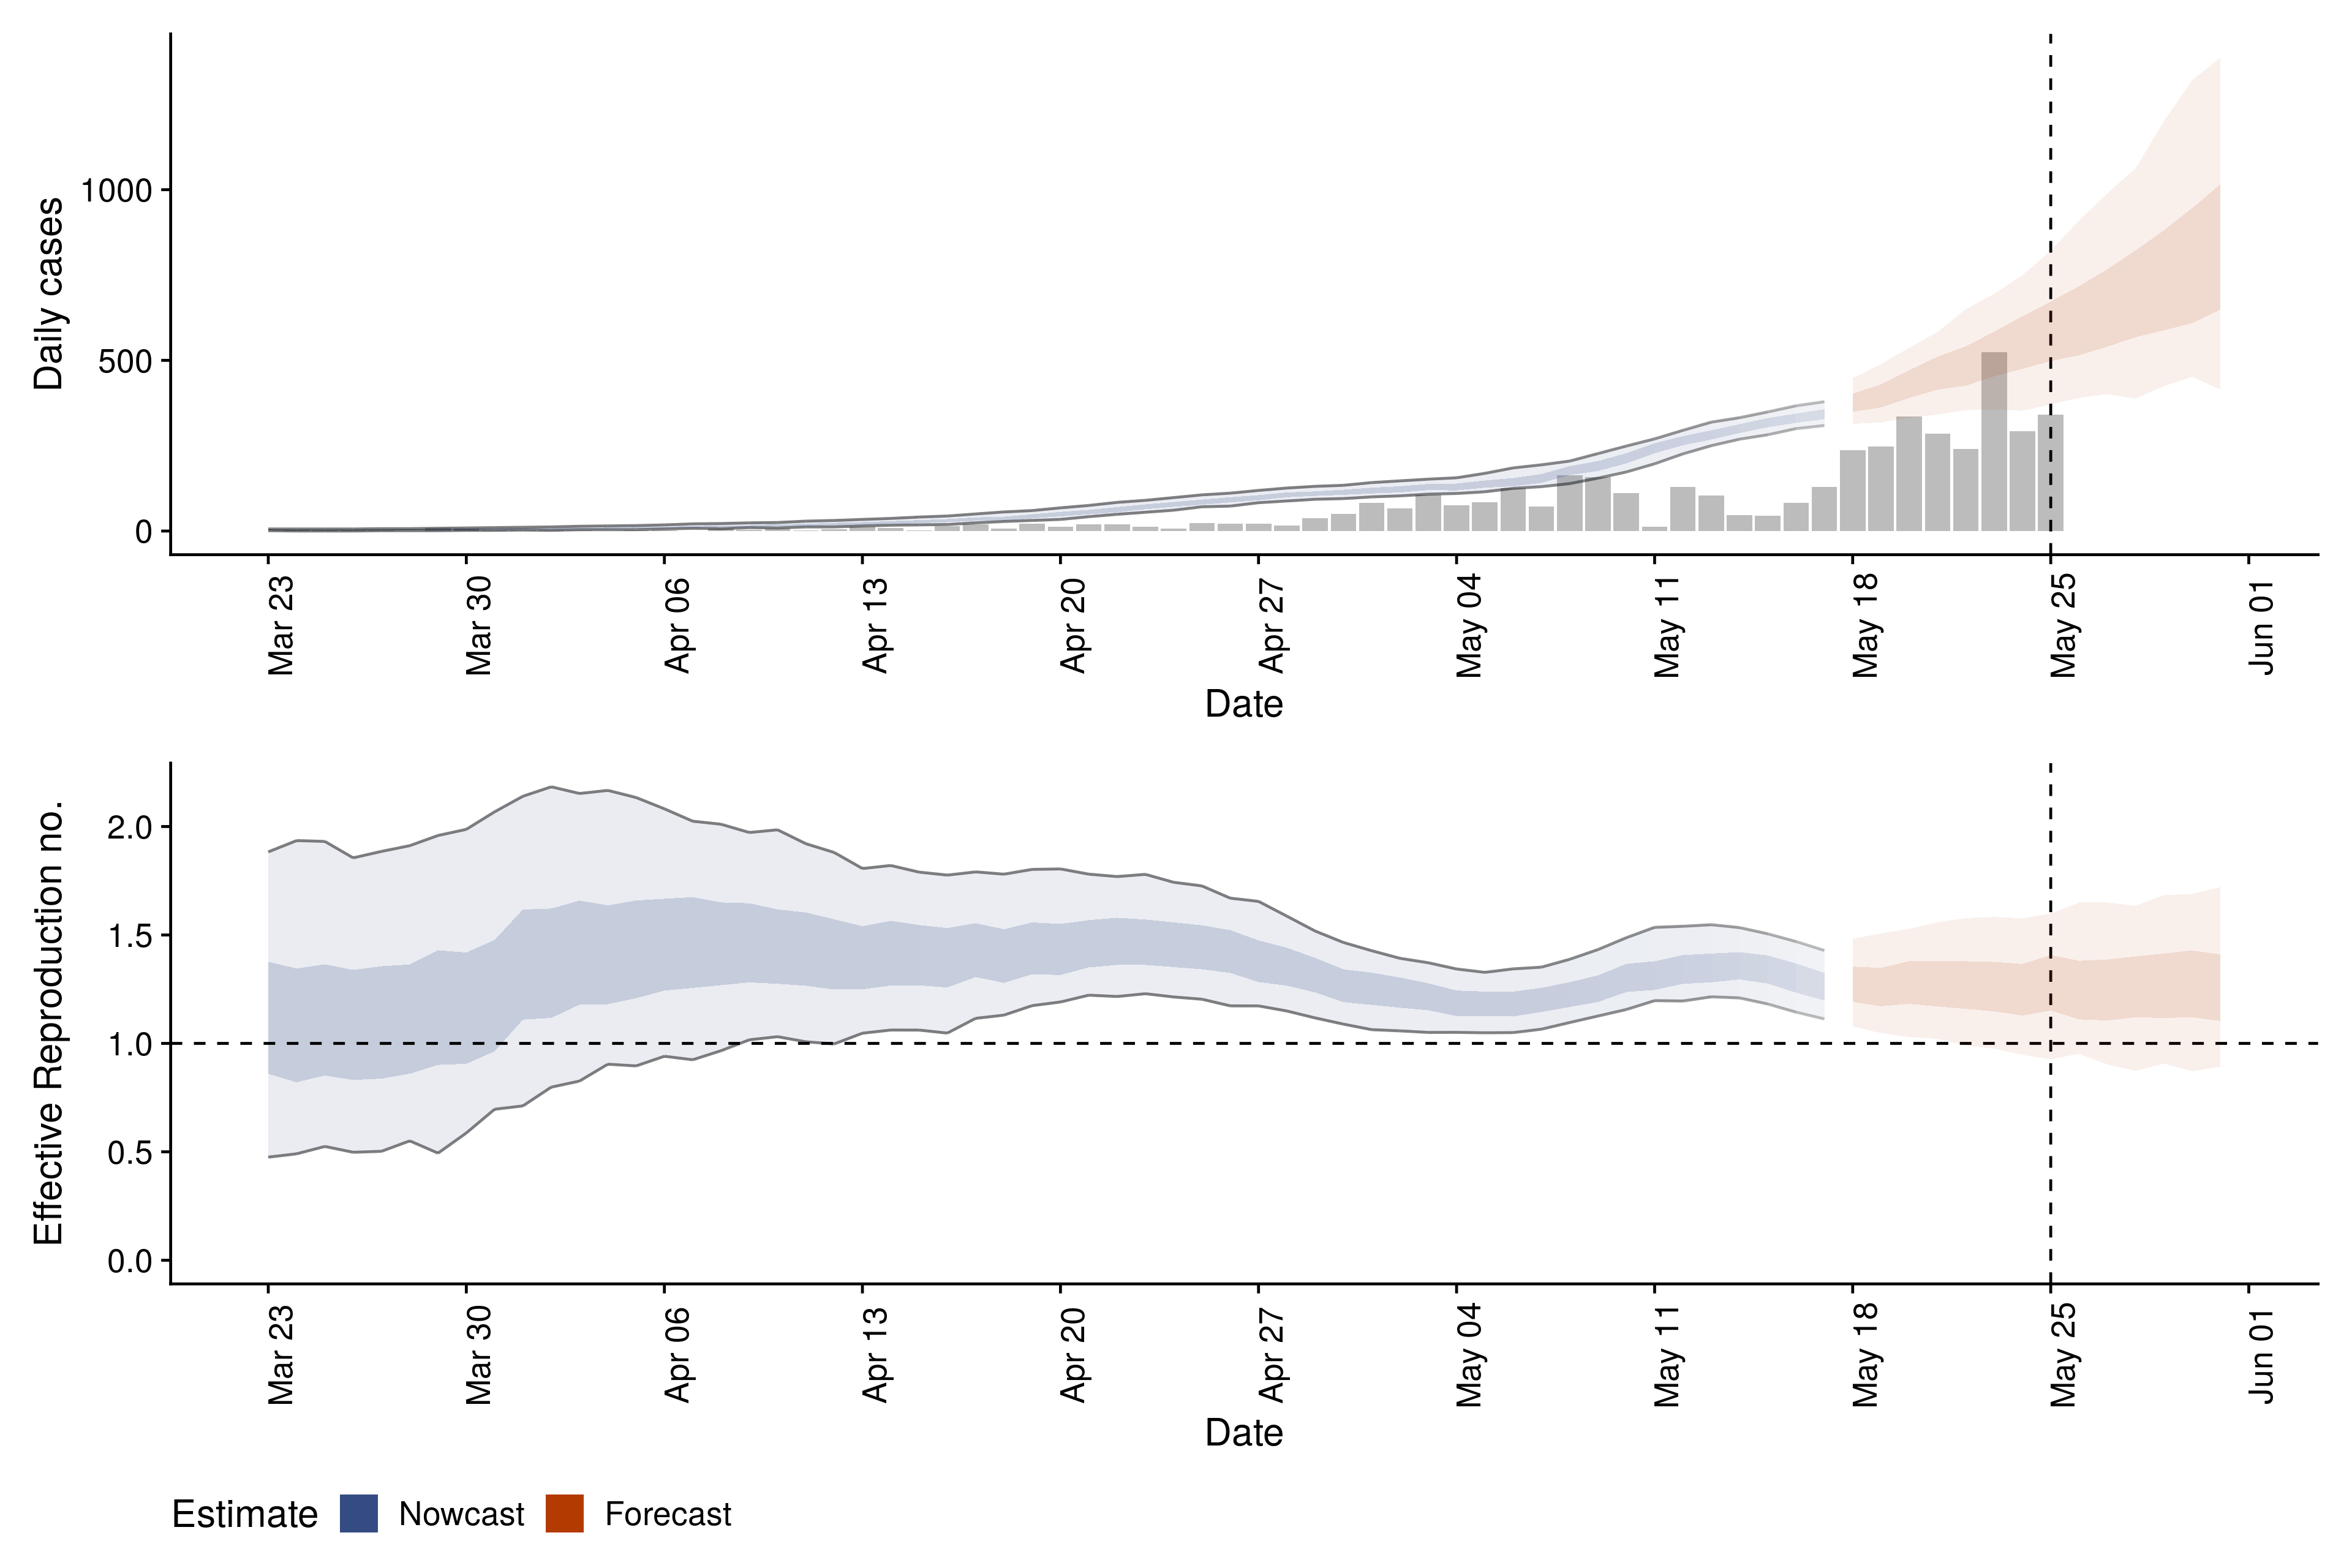 Daily cases
1000
500
0
Mar 23
Mar 30
Apr 06
Apr 13
Apr 20
Apr 27
May 04
May 11
May 18
May 25
Jun 01
Date
Effective Reproduction no.
2.0
1.5
1.0
0.5
0.0
Mar 23
Mar 30
Apr 06
Apr 13
Apr 20
Apr 27
May 04
May 11
May 18
May 25
Jun 01
Date
Estimate Nowcast Forecast